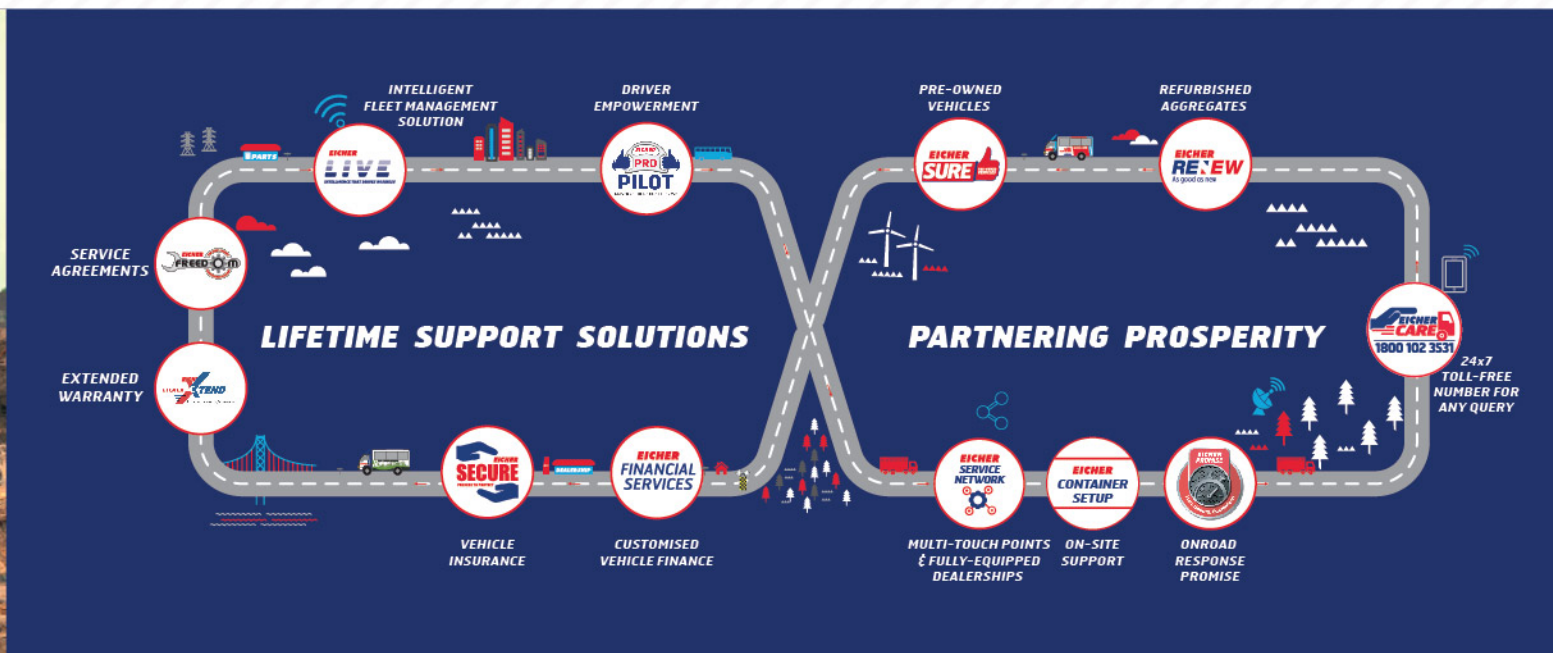 INTELLIGENT
FLEET MANAGEMENT
SOLUTION
EICHER
LIVE
DRIVER
EMPOWERMENT
PRO
PILOT
PRE-OWNED
VEHICLES
EICHER
SURE
REFURBISHED
AGGREGATES
EICHER
RENEW
As good as new
PARTS
SERVICE
AGREEMENTS
EICHER
FREEDOM
LIFETIME SUPPORT SOLUTIONS
PARTNERING PROSPERITY
EICHER
CARE
1800 102 3531
24x7
TOLL-FREE
NUMBER FOR
ANY QUERY
EXTENDED
WARRANTY
XTEND
EICHER
SECURE
DEALERSHIP
EICHER
FINANCIAL
SERVICES
EICHER
SERVICE
NETWORK
EICHER
CONTAINER
SETUP
EICHER
VEHICLE
INSURANCE
CUSTOMISED
VEHICLE FINANCE
MULTI-TOUCH POINTS
& FULLY-EQUIPPED
DEALERSHIPS
ON-SITE
SUPPORT
ONROAD
RESPONSE
PROMISE